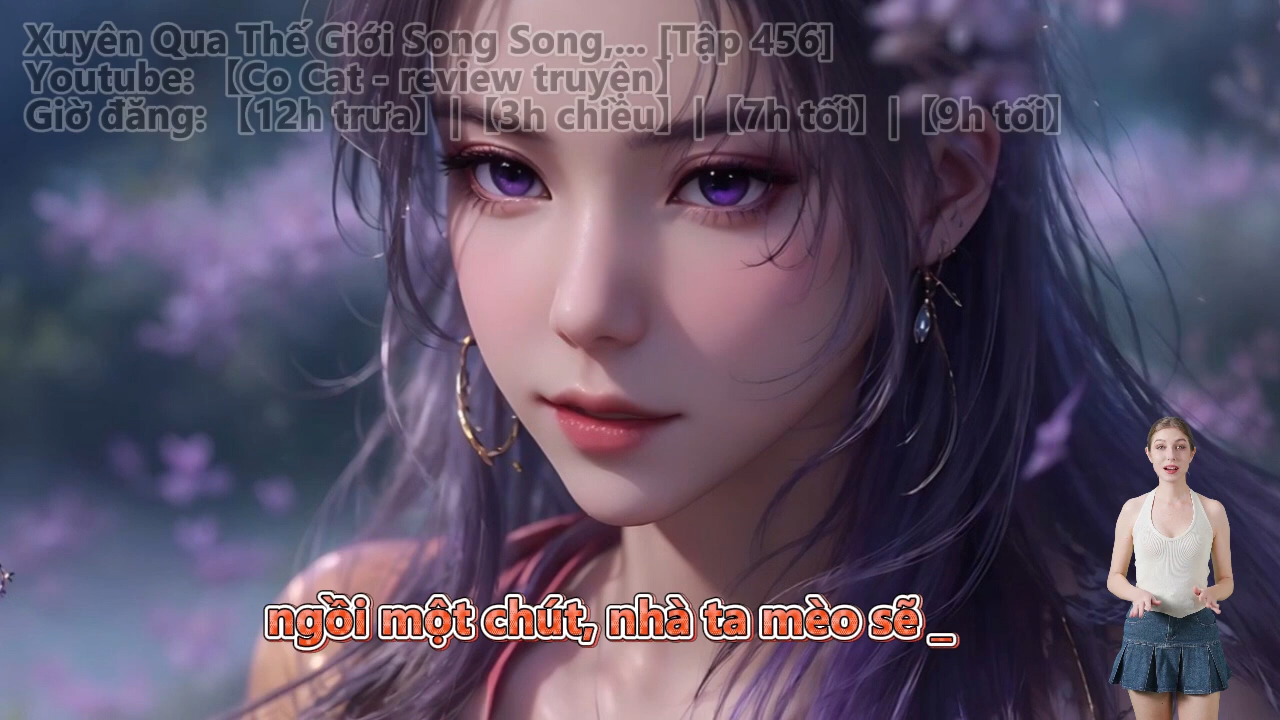 Xuyên Qua Thế Giới Song Song,... [Tập 456]
Youtube: 【Co Cat - review truyện】
Giờ đăng: 【12h trưa】 | 【3h chiều】 | 【7h tối】 | 【9h tối】
ngồi một chút, nhà ta mèo sẽ _